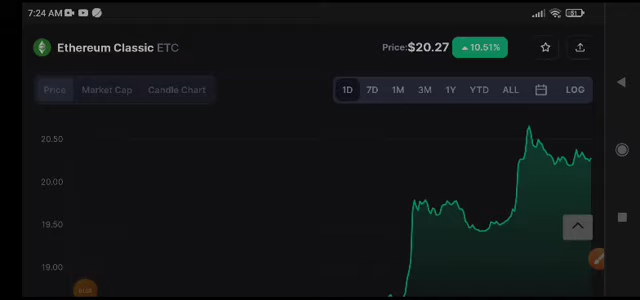 7:24 AM
61
Ethereum Classic ETC
Price: $20.27 10.51%
Price Market Cap Candle Chart
1D 7D 1M 3M 1Y YTD ALL LOG
20.50
20.00
19.50
19.00